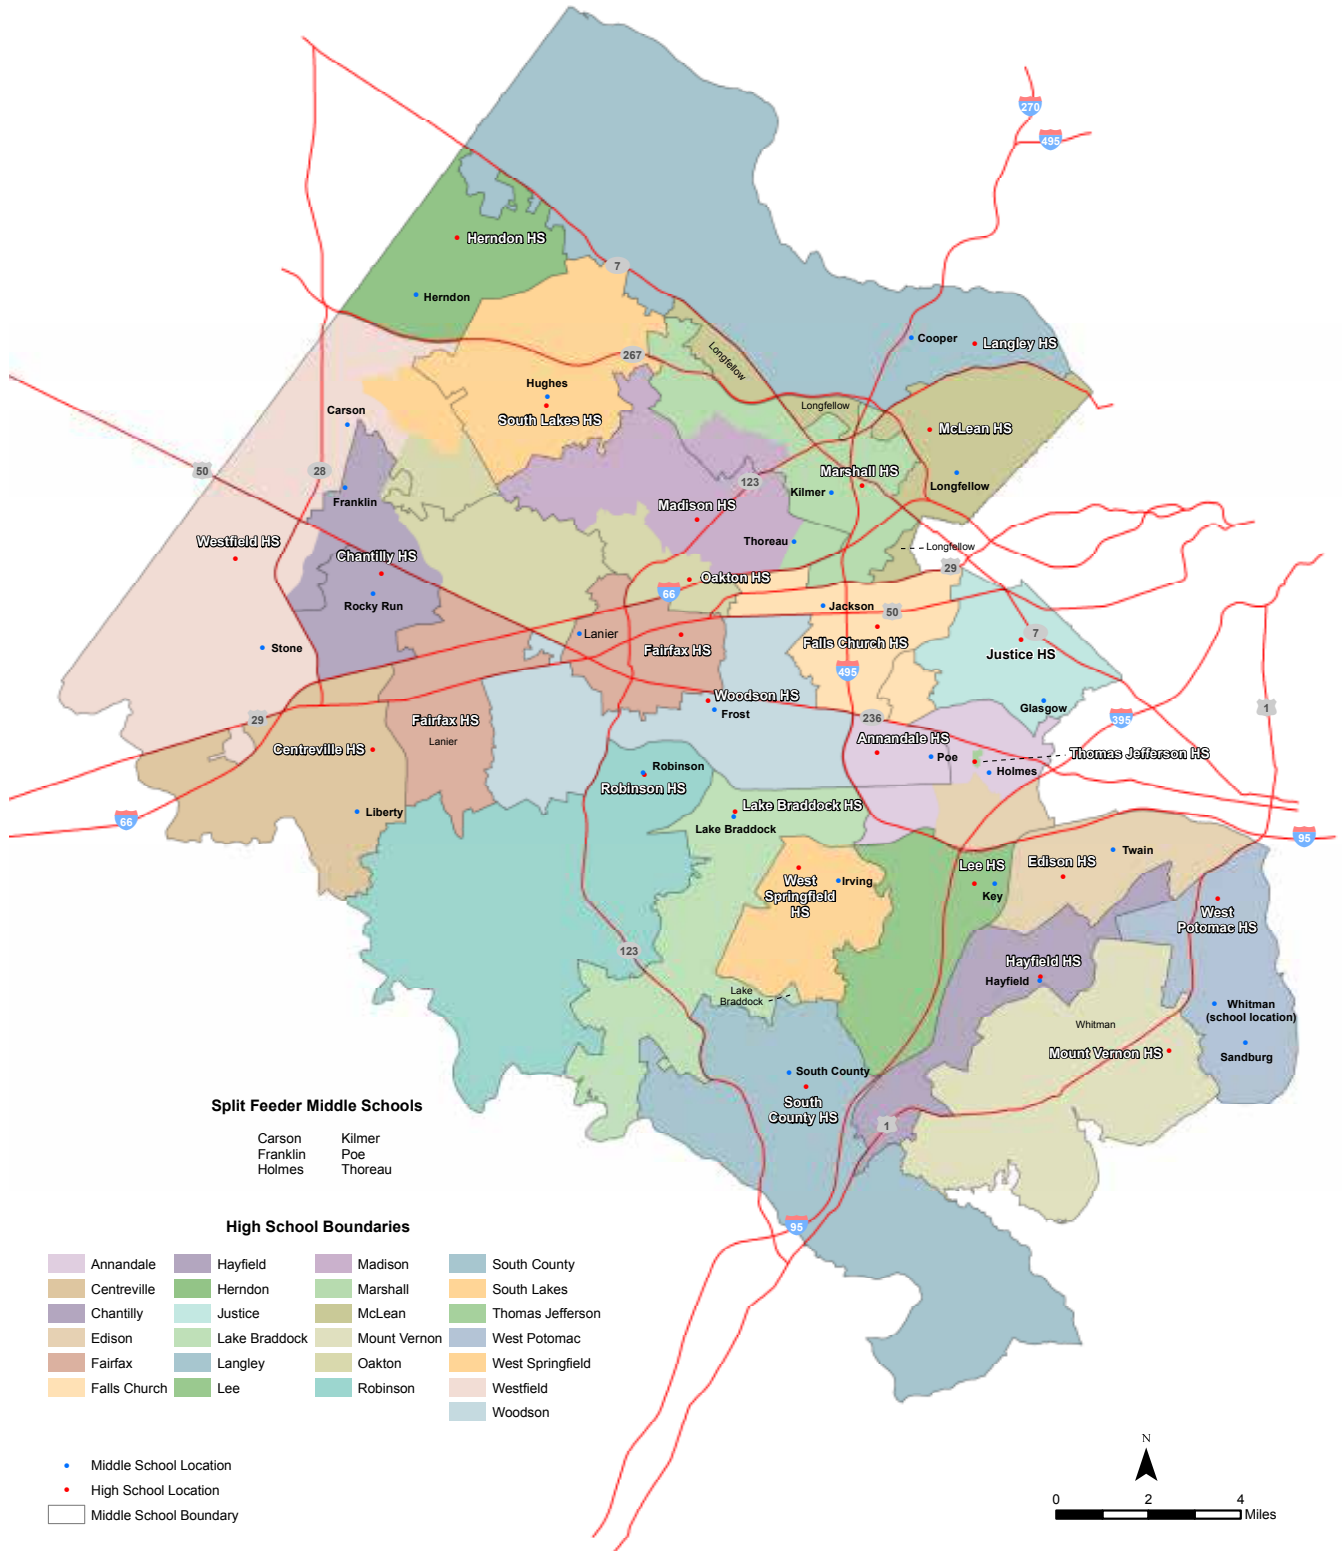 270
495
Herndon HS
7
Herndon
Cooper
Langley HS
267
Longfellow
Hughes
South Lakes HS
Longfellow
Carson
McLean HS
50
28
Marshall HS
123
Franklin
Kilmer
Longfellow
Madison HS
Westfield HS
Thoreau
Longfellow
Chantilly HS
29
Oakton HS
66
Rocky Run
Jackson
50
Lanier
7
Stone
Fairfax HS
Falls Church HS
Justice HS
495
Woodson HS
Frost
Glasgow
29
Fairfax HS
236
395
1
Lanier
Annandale HS
Centreville HS
Poe
Thomas Jefferson HS
Robinson
Holmes
Robinson HS
Lake Braddock HS
Liberty
66
Lake Braddock
95
Twain
Lee HS
Edison HS
West
Springfield
HS
Irving
Key
West
Potomac HS
123
Hayfield HS
Hayfield
Lake
Braddock
Whitman
(school location)
Whitman
Mount Vernon HS
Sandburg
South County
South
County HS
1
95
Split Feeder Middle Schools
Carson Kilmer
Franklin Poe
Holmes Thoreau
High School Boundaries
Annandale Hayfield Madison South County
Centreville Herndon Marshall South Lakes
Chantilly Justice McLean Thomas Jefferson
Edison Lake Braddock Mount Vernon West Potomac
Fairfax Langley Oakton West Springfield
Falls Church Lee Robinson Westfield
Woodson
Middle School Location
High School Location
Middle School Boundary
N
0 2 4
Miles